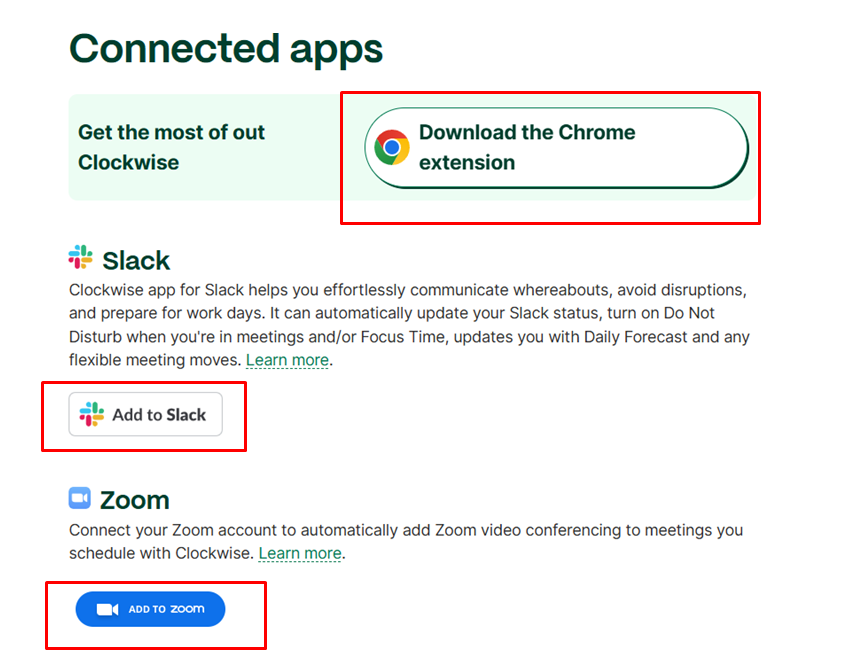 Connected apps
Get the most of out
Clockwise
Download the Chrome
extension
Slack
Clockwise app for Slack helps you effortlessly communicate whereabouts, avoid disruptions,
and prepare for work days. It can automatically update your Slack status, turn on Do Not
Disturb when you're in meetings and/or Focus Time, updates you with Daily Forecast and any
flexible meeting moves. Learn more.
Add to Slack
Zoom
Connect your Zoom account to automatically add Zoom video conferencing to meetings you
schedule with Clockwise. Learn more.
ADD TO zoom